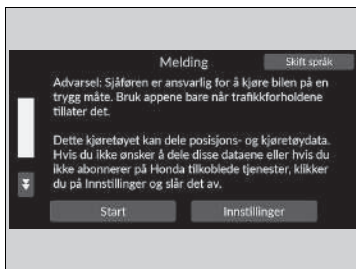 Melding
Skift språk
Advarsel: Sjåføren er ansvarlig for å kjøre bilen på en
trygg måte. Bruk appene bare når trafikkforholdene
tillater det.
Dette kjøretøyet kan dele posisjons- og kjøretøydata.
Hvis du ikke ønsker å dele disse dataene eller hvis du
ikke abonnerer på Honda tilkoblede tjenester, klikker
du på Innstillinger og slår det av.
Start
Innstillinger